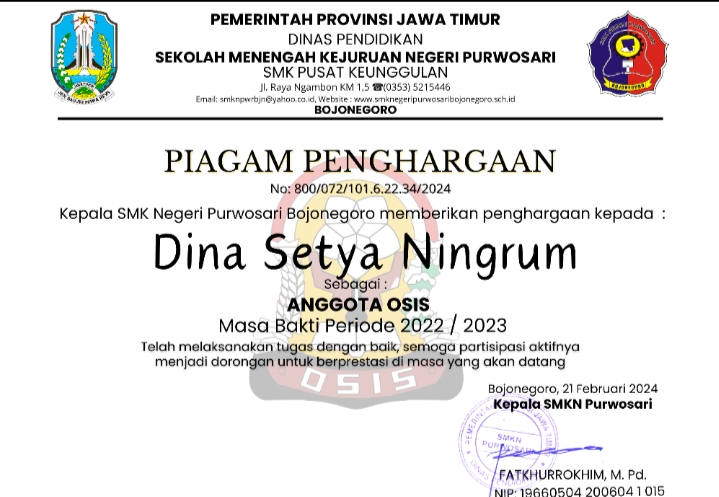 PEMERINTAH PROVINSI JAWA TIMUR
DINAS PENDIDIKAN
SEKOLAH MENENGAH KEJURUAN NEGERI PURWOSARI
SMK PUSAT KEUNGGULAN
Jl. Raya Ngambon KM 1,5 ☎(0353) 5215446
Email: smknpwrbjn@yahoo.co.id, Website : www.smknegeripurwosaribojonegoro.sch.id
BOJONEGORO
PIAGAM PENGHARGAAN
No: 800/072/101.6.22.34/2024
Kepala SMK Negeri Purwosari Bojonegoro memberikan penghargaan kepada :
Dina Setya Ningrum
Sebagai :
ANGGOTA OSIS
Masa Bakti Periode 2022 / 2023
Telah melaksanakan tugas dengan baik, semoga partisipasi aktifnya
menjadi dorongan untuk berprestasi di masa yang akan datang
OSIS
Bojonegoro, 21 Februari 2024
Kepala SMKN Purwosari
SMKN
PURWOSARI
FATKHURROKHIM, M. Pd.
NIP: 19660504 200604 1 015